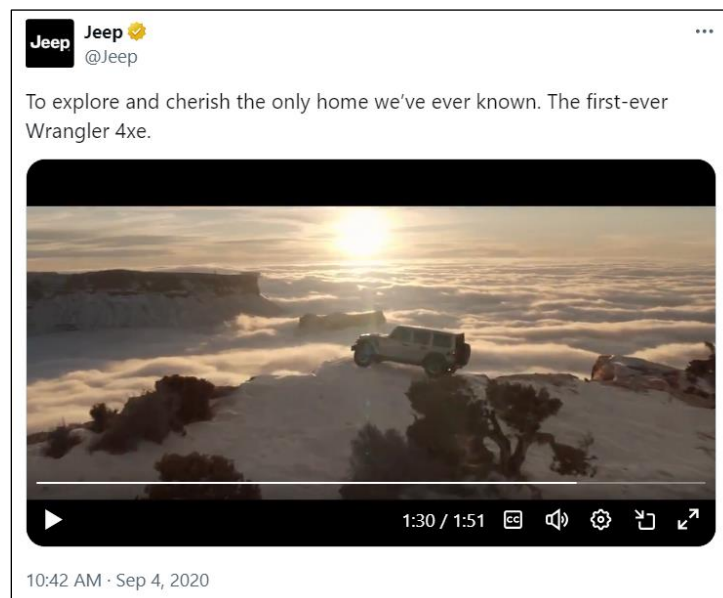 Jeep
Jeep
@Jeep
To explore and cherish the only home we’ve ever known. The first-ever
Wrangler 4xe.
1:30 / 1:51
CC
10:42 AM · Sep 4, 2020